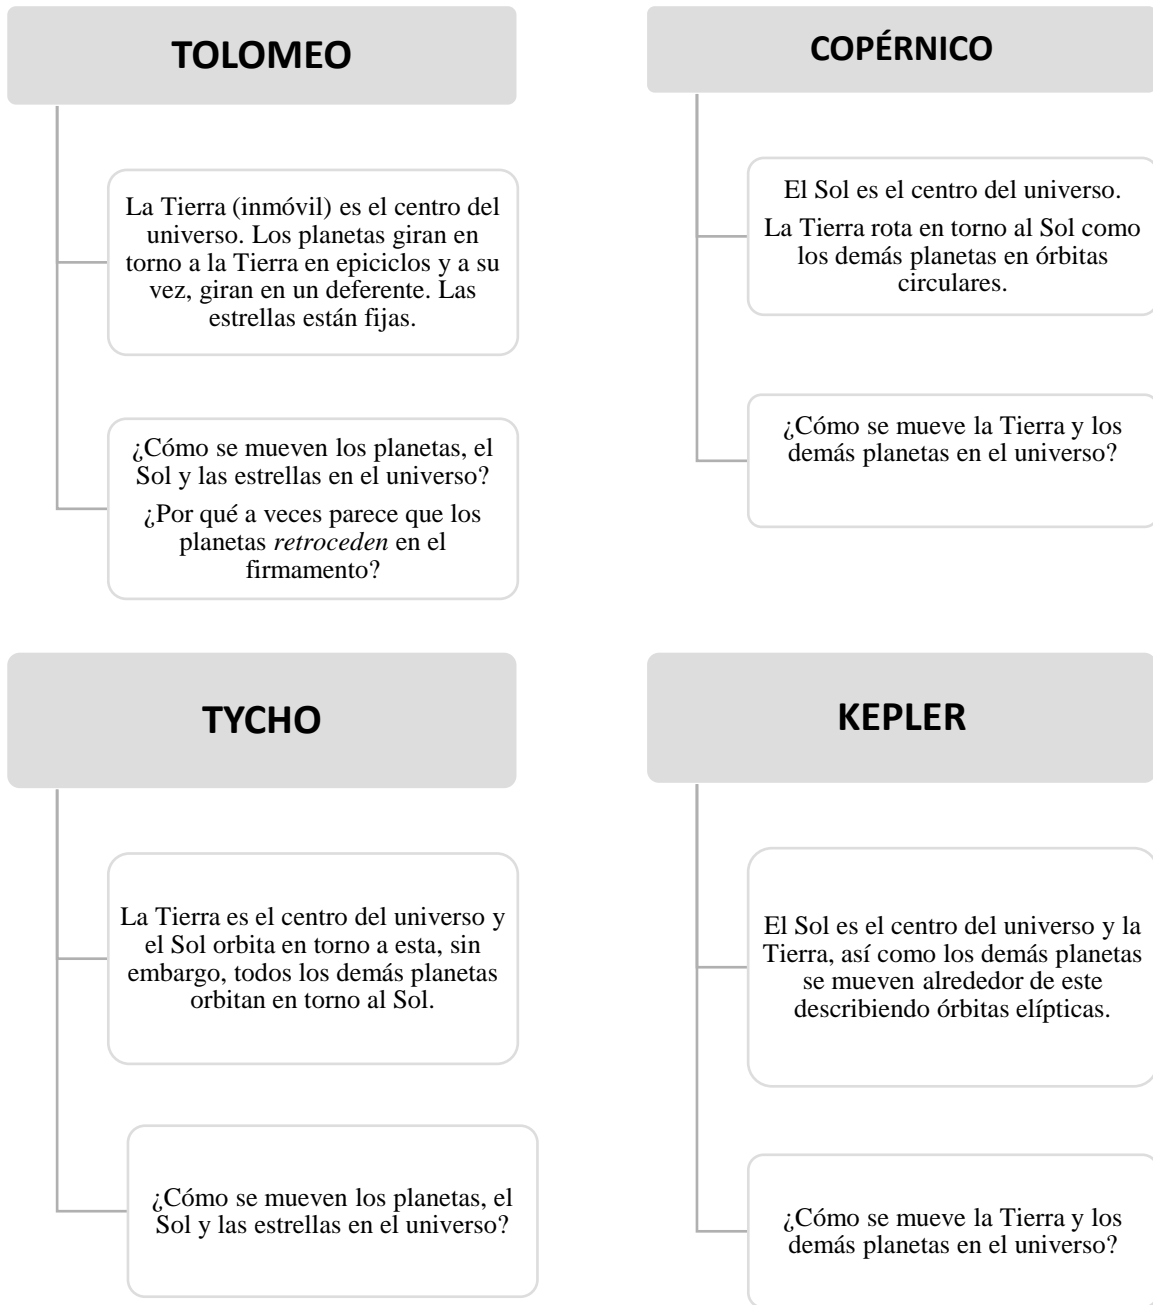 TOLOMEO
La Tierra (inmóvil) es el centro del
universo. Los planetas giran en
torno a la Tierra en epiciclos y a su
vez, giran en un deferente. Las
estrellas están fijas.
¿Cómo se mueven los planetas, el
Sol y las estrellas en el universo?
¿Por qué a veces parece que los
planetas retroceden en el
firmamento?
COPÉRNICO
El Sol es el centro del universo.
La Tierra rota en torno al Sol como
los demás planetas en órbitas
circulares.
¿Cómo se mueve la Tierra y los
demás planetas en el universo?
TYCHO
La Tierra es el centro del universo y
el Sol orbita en torno a esta, sin
embargo, todos los demás planetas
orbitan en torno al Sol.
¿Cómo se mueven los planetas, el
Sol y las estrellas en el universo?
KEPLER
El Sol es el centro del universo y la
Tierra, así como los demás planetas
se mueven alrededor de este
describiendo órbitas elípticas.
¿Cómo se mueve la Tierra y los
demás planetas en el universo?